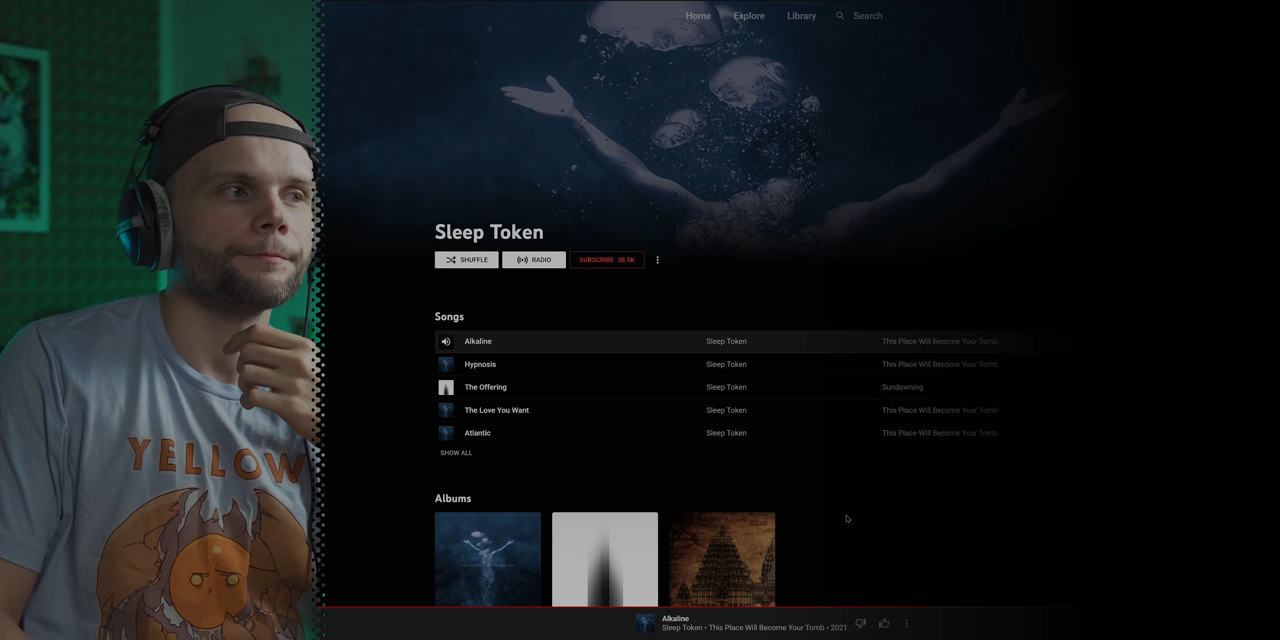 Home Explore Library Search
Sleep Token
SHUFFLE RADIO SUBSCRIBE 38.5K
Songs
Alkaline Sleep Token This Place Will Become Your Tomb
Hypnosis Sleep Token This Place Will Become Your Tomb
The Offering Sleep Token Sundowning
The Love You Want Sleep Token This Place Will Become Your Tomb
Atlantic Sleep Token This Place Will Become Your Tomb
SHOW ALL
Albums
YELLOW
Alkaline
Sleep Token • This Place Will Become Your Tomb • 2021